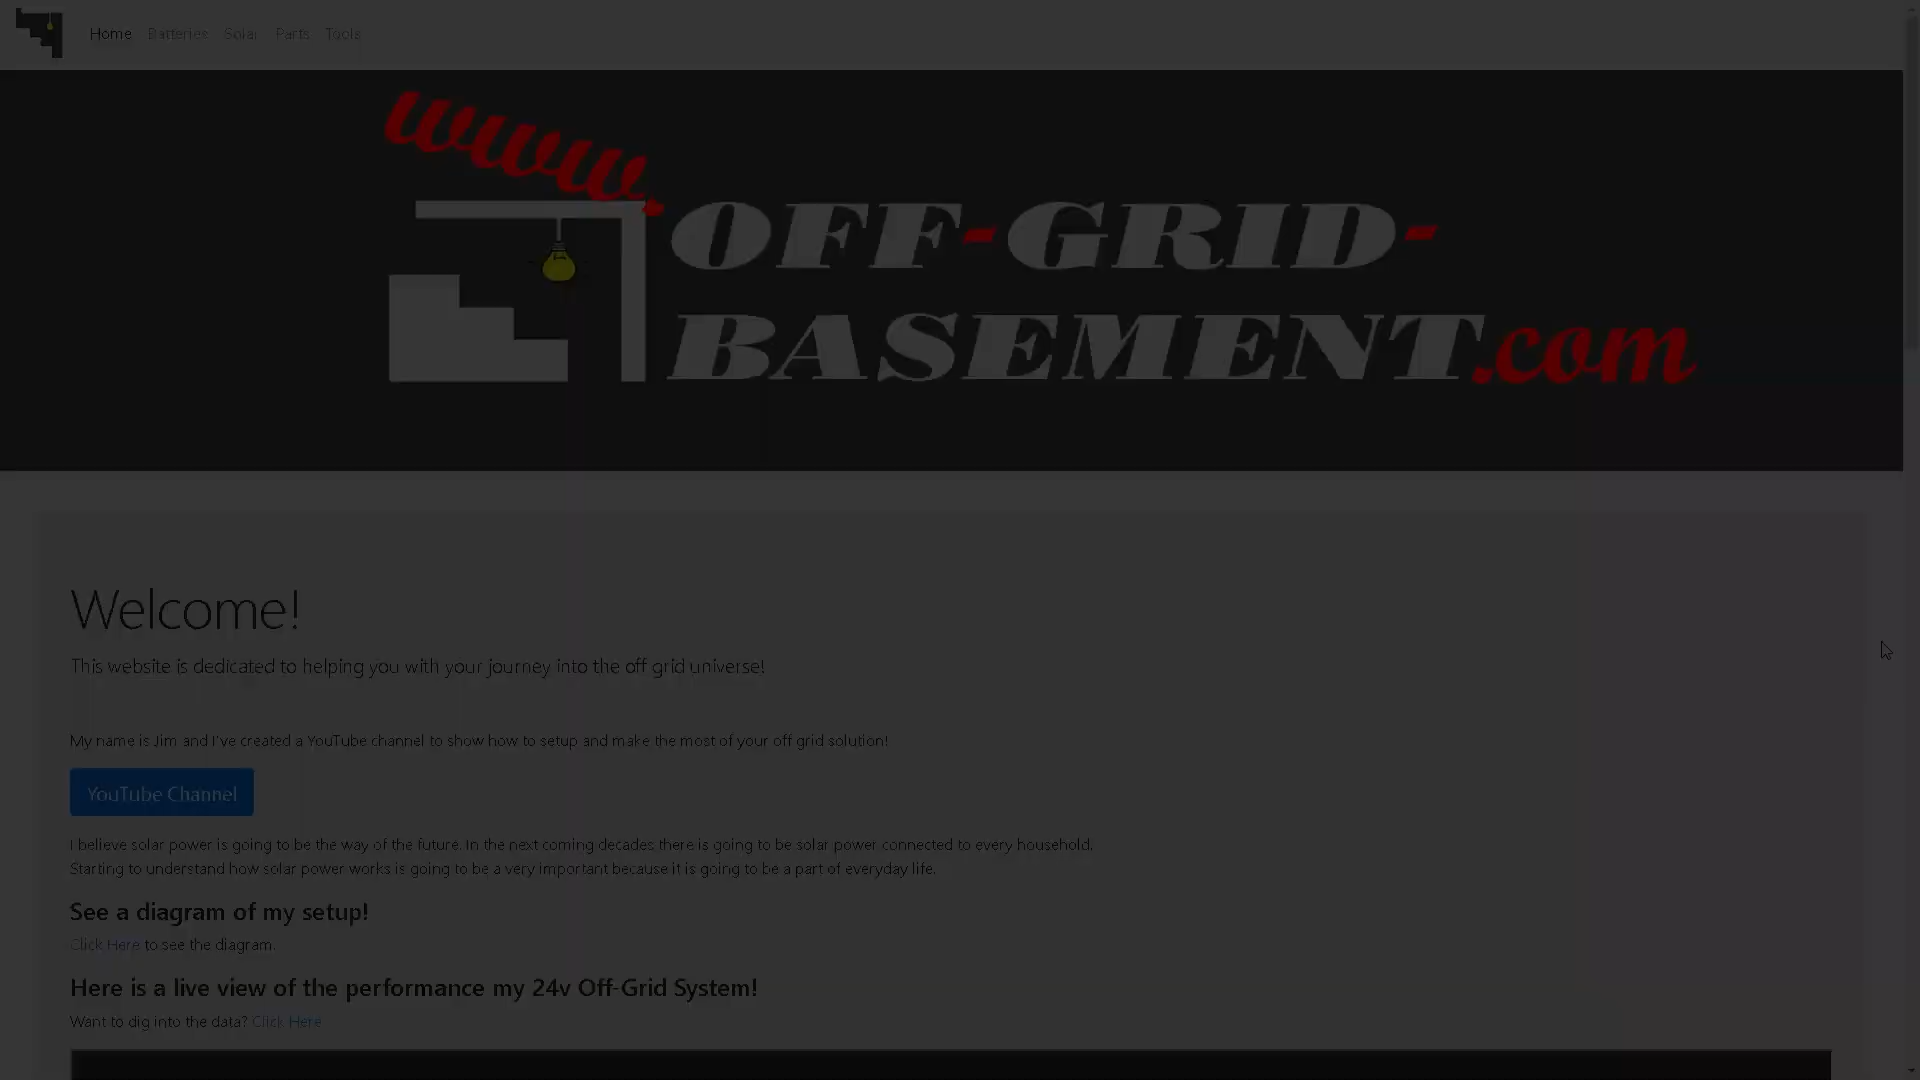 Home Batteries Solar Parts Tools
www.
OFF-GRID-
BASEMENT.com
Welcome!
This website is dedicated to helping you with your journey into the off grid universe!
My name is Jim and I've created a YouTube channel to show how to setup and make the most of your off grid solution!
YouTube Channel
I believe solar power is going to be the way of the future. In the next coming decades there is going to be solar power connected to every household.
Starting to understand how solar power works is going to be a very important because it is going to be a part of everyday life.
See a diagram of my setup!
Click Here to see the diagram.
Here is a live view of the performance my 24v Off-Grid System!
Want to dig into the data? Click Here